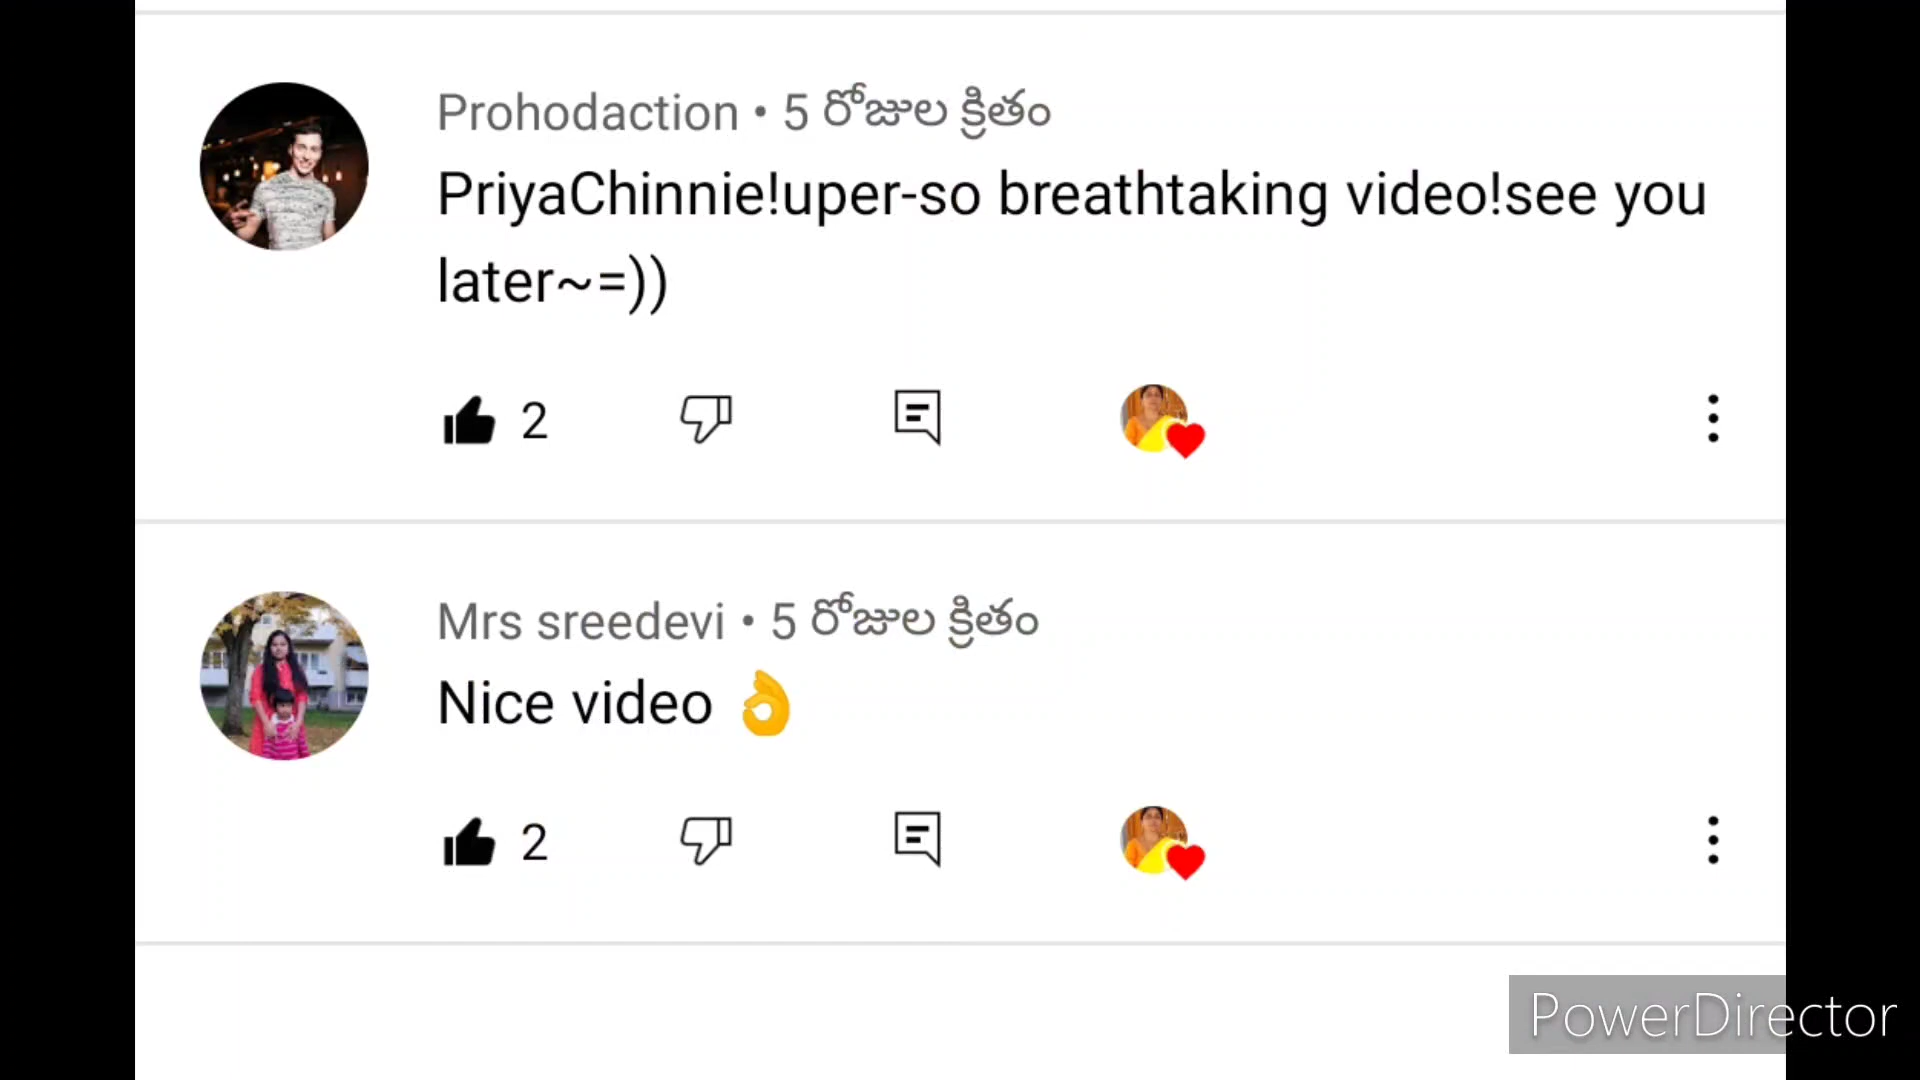 Prohodaction • 5 రోజుల క్రితం
PriyaChinnie!uper-so breathtaking video!see you
later~=))
2
Mrs sreedevi • 5 రోజుల క్రితం
Nice video 👌
2
PowerDirector